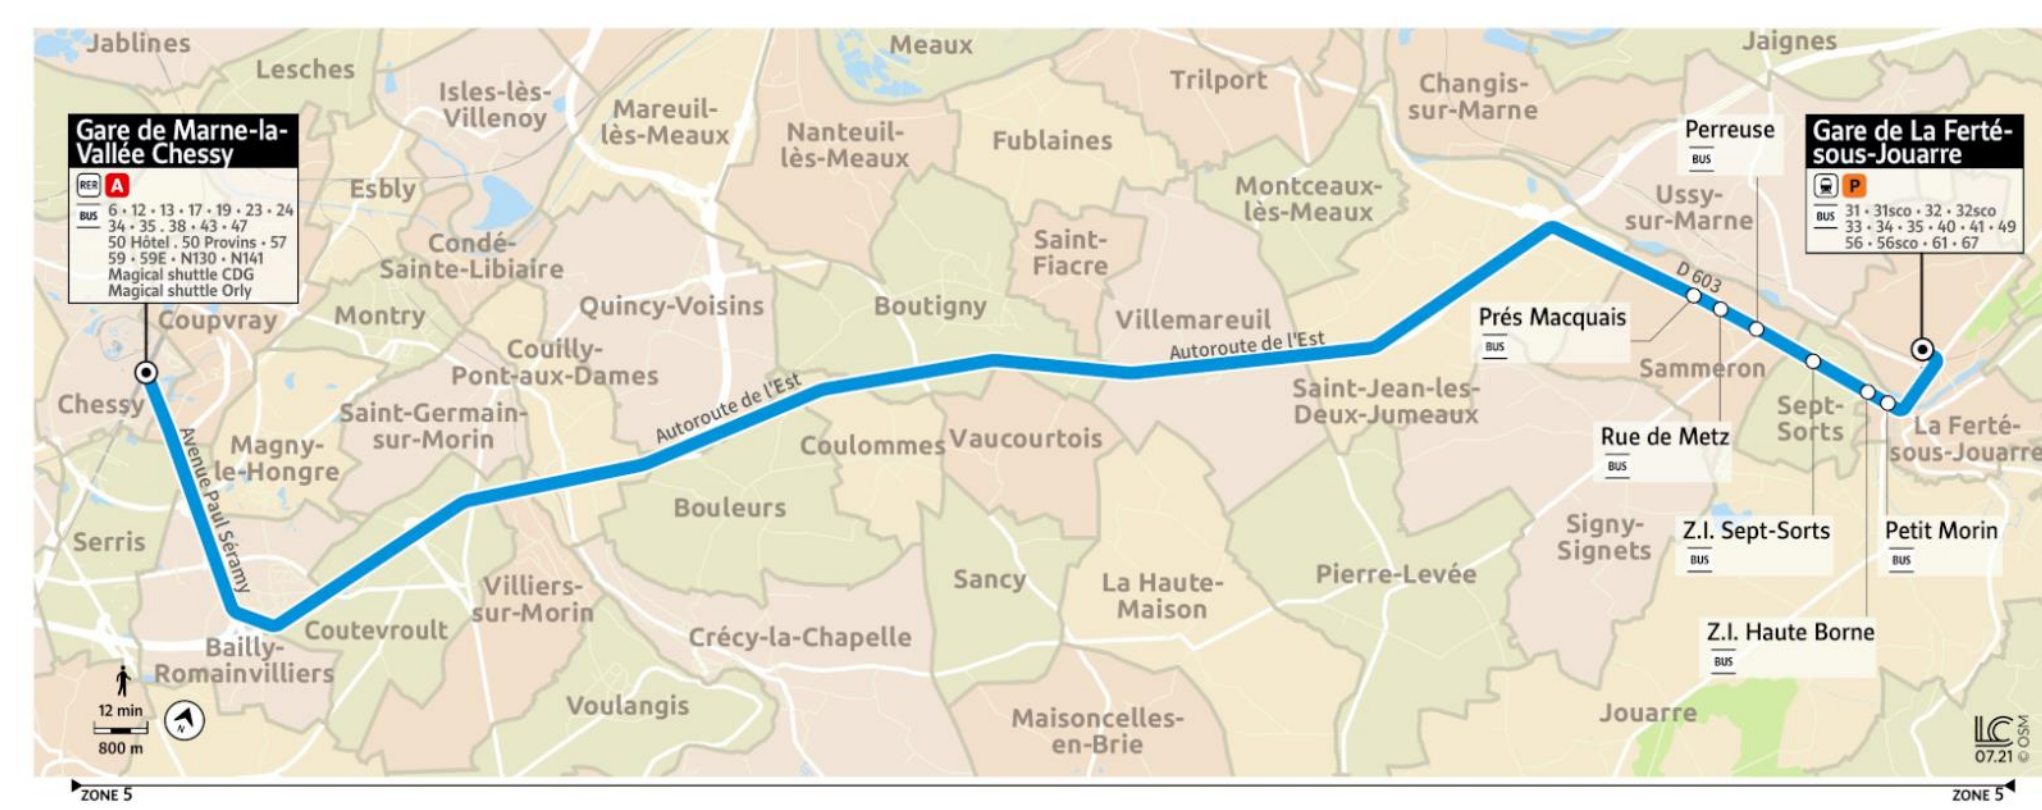 Jablines
Lesches
Isles-lès-
Villenoy
Mareuil-
lès-Meaux
Meaux
Nanteuil-
lès-Meaux
Fublaines
Trilport
Changis-
sur-Marne
Jaignes
Gare de Marne-la-
Vallée Chessy
RER A
BUS 6 • 12 • 13 • 17 • 19 • 23 • 24
34 • 35 . 38 • 43 • 47
50 Hôtel . 50 Provins • 57
59 • 59E • N130 • N141
Magical shuttle CDG
Magical shuttle Orly
Esbly
Condé-
Sainte-Libiaire
Coupvray
Montry
Quincy-Voisins
Couilly-
Pont-aux-Dames
Boutigny
Saint-
Fiacre
Montceaux-
lès-Meaux
Villemareuil
Perreuse
BUS
Ussy-
sur-Marne
Gare de La Ferté-
sous-Jouarre
P
BUS 31 • 31sco • 32 • 32sco
33 • 34 • 35 • 40 • 41 • 49
56 • 56sco • 61 • 67
D 603
Prés Macquais
BUS
Sammeron
Autoroute de l'Est
Autoroute de l'Est
Saint-Jean-les-
Deux-Jumeaux
Chessy
Saint-Germain-
sur-Morin
Magny-
le-Hongre
Avenue Paul Séramy
Coulommes
Vaucourtois
Rue de Metz
BUS
Sept-
Sorts
La Ferté-
sous-Jouarre
Serris
Bouleurs
Signy-
Signets
Z.I. Sept-Sorts
BUS
Petit Morin
BUS
Villiers-
sur-Morin
Sancy
La Haute-
Maison
Pierre-Levée
Coutevroult
Crécy-la-Chapelle
Z.I. Haute Borne
BUS
Bailly-
Romainvilliers
Voulangis
Maisoncelles-
en-Brie
Jouarre
12 min
800 m
N
LC
07.21 © OSM
ZONE 5
ZONE 5